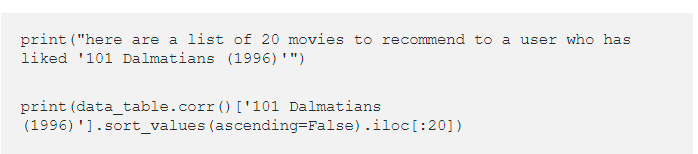 print("here are a list of 20 movies to recommend to a user who has
liked '101 Dalmatians (1996)'")
print(data_table.corr()['101 Dalmatians
(1996)'].sort_values(ascending=False).iloc[:20])